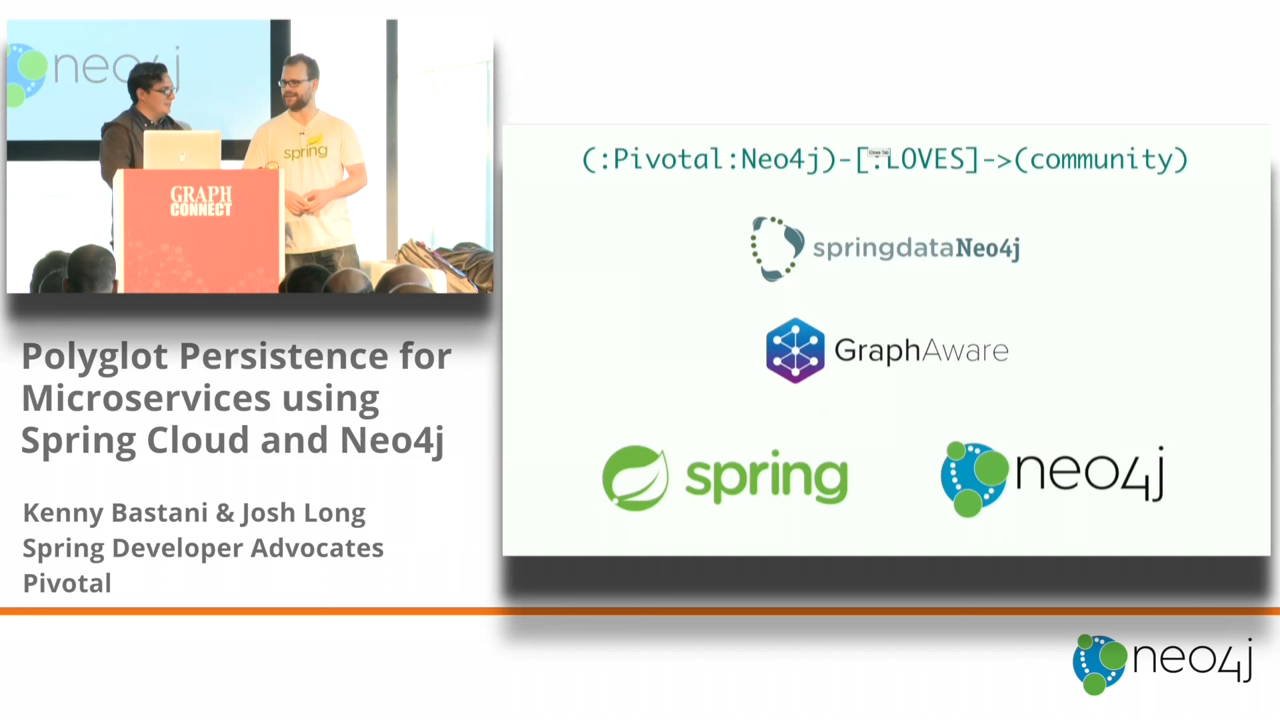 neo4j
spring
GRAPH
CONNECT
Polyglot Persistence for
Microservices using
Spring Cloud and Neo4j
Kenny Bastani & Josh Long
Spring Developer Advocates
Pivotal
(:Pivotal:Neo4j)-[:LOVES]->(community)
springdataNeo4j
GraphAware
spring
neo4j
neo4j